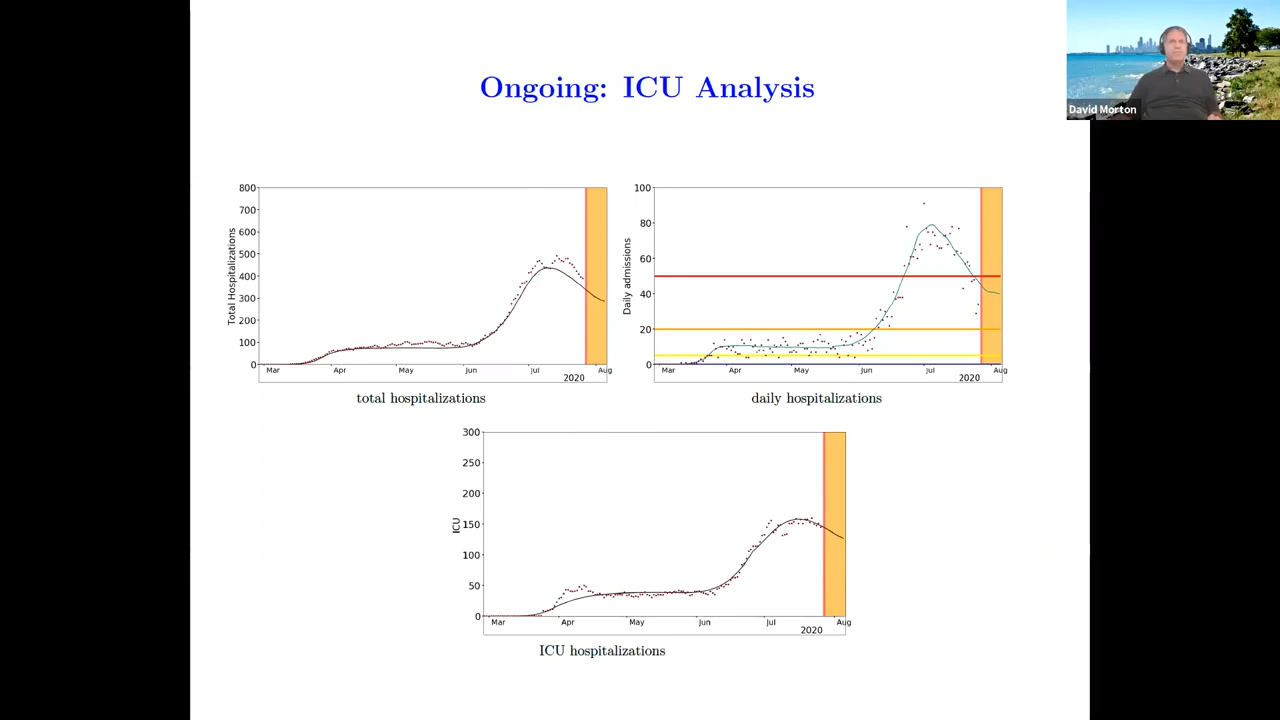 Ongoing: ICU Analysis
David Morton
800
700
600
500
400
300
200
100
0
Total Hospitalizations
Mar Apr May Jun Jul Aug
2020
total hospitalizations
100
80
60
40
20
0
Daily admissions
Mar Apr May Jun Jul Aug
2020
daily hospitalizations
300
250
200
150
100
50
0
ICU
Mar Apr May Jun Jul Aug
2020
ICU hospitalizations